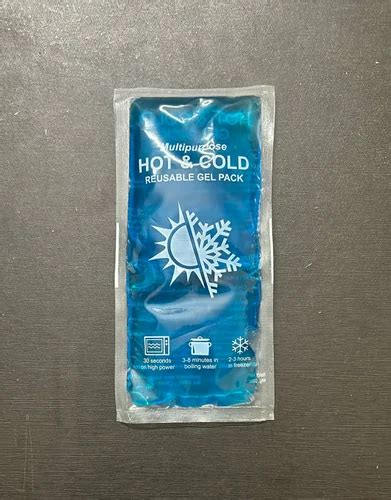 Multipurpose
HOT & COLD
REUSABLE GEL PACK
30 seconds
on high power
3-6 minutes in
boiling water
2-3 hours
in freezer